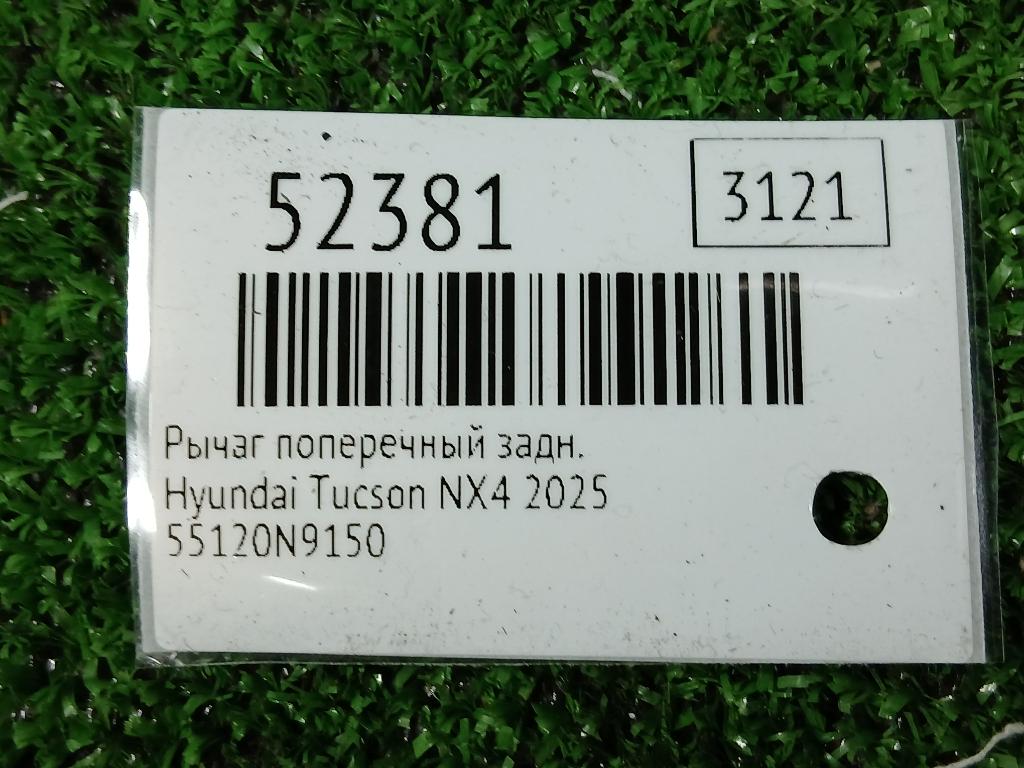 52381
3121
Рычаг поперечный задн.
Hyundai Tucson NX4 2025
55120N9150